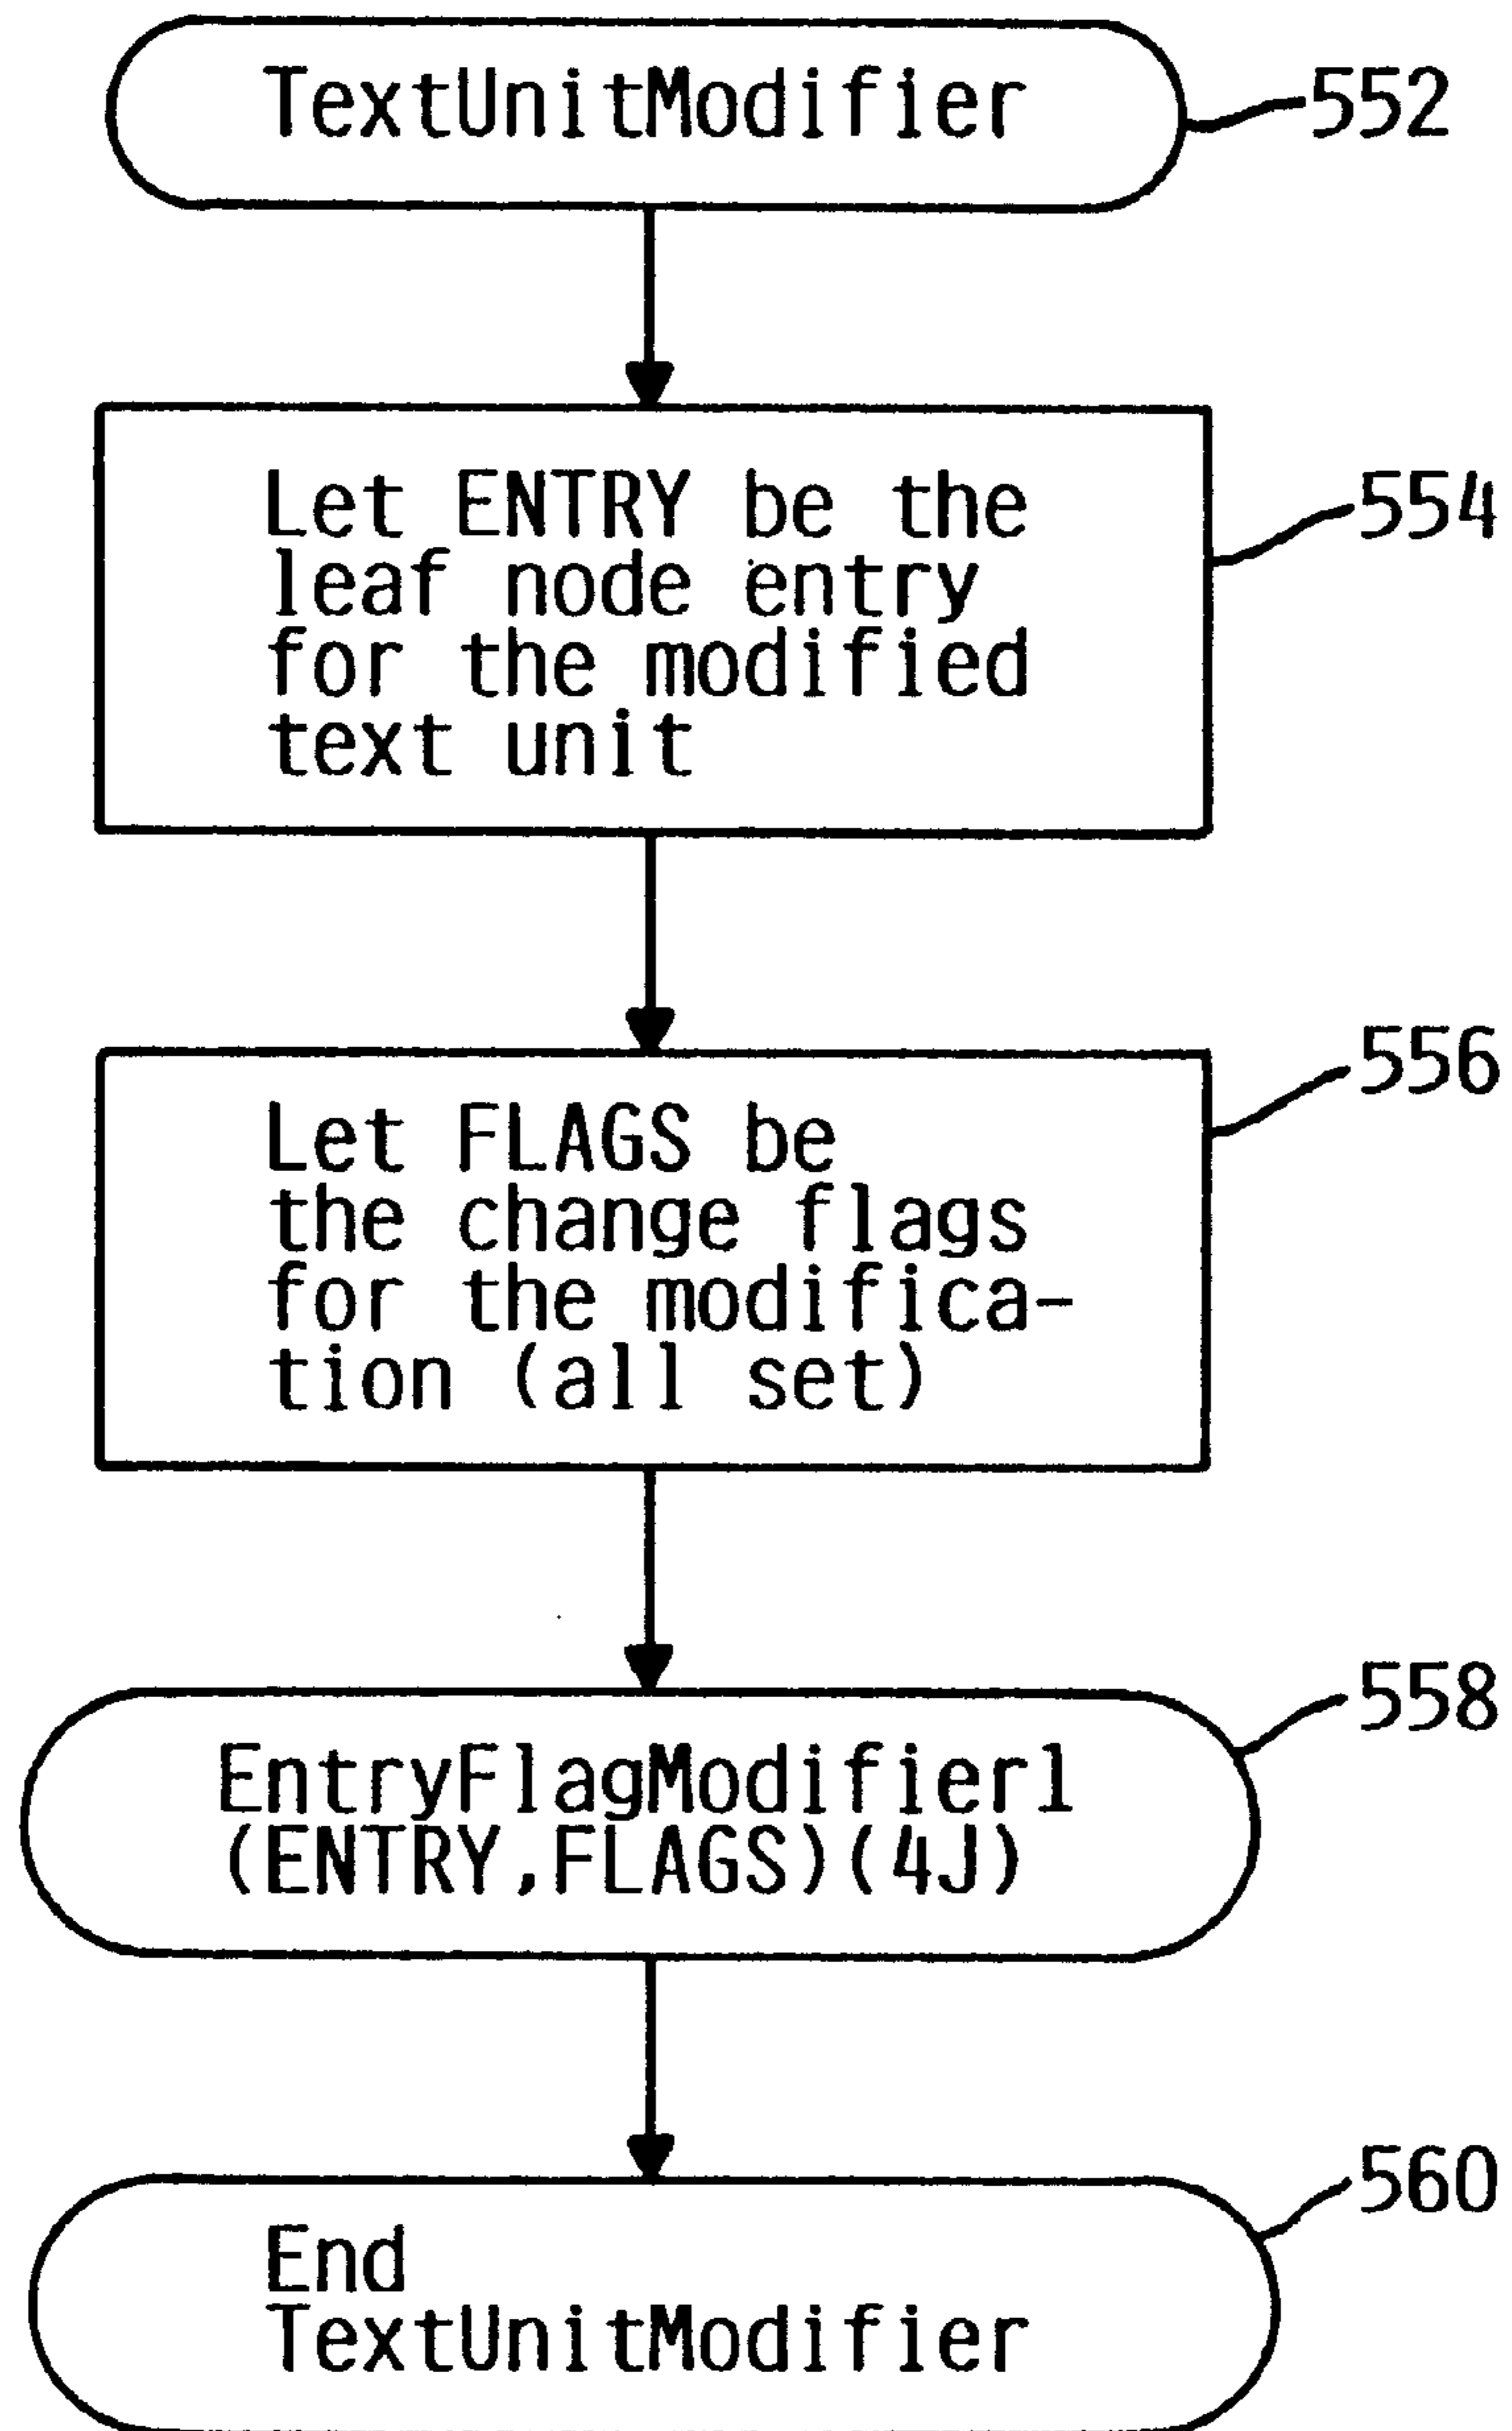 TextUnitModifier
552
Let ENTRY be the
leaf node entry
for the modified
text unit
554
Let FLAGS be
the change flags
for the modifica-
tion (all set)
556
EntryFlagModifier1
(ENTRY,FLAGS)(4J)
558
End
TextUnitModifier
560